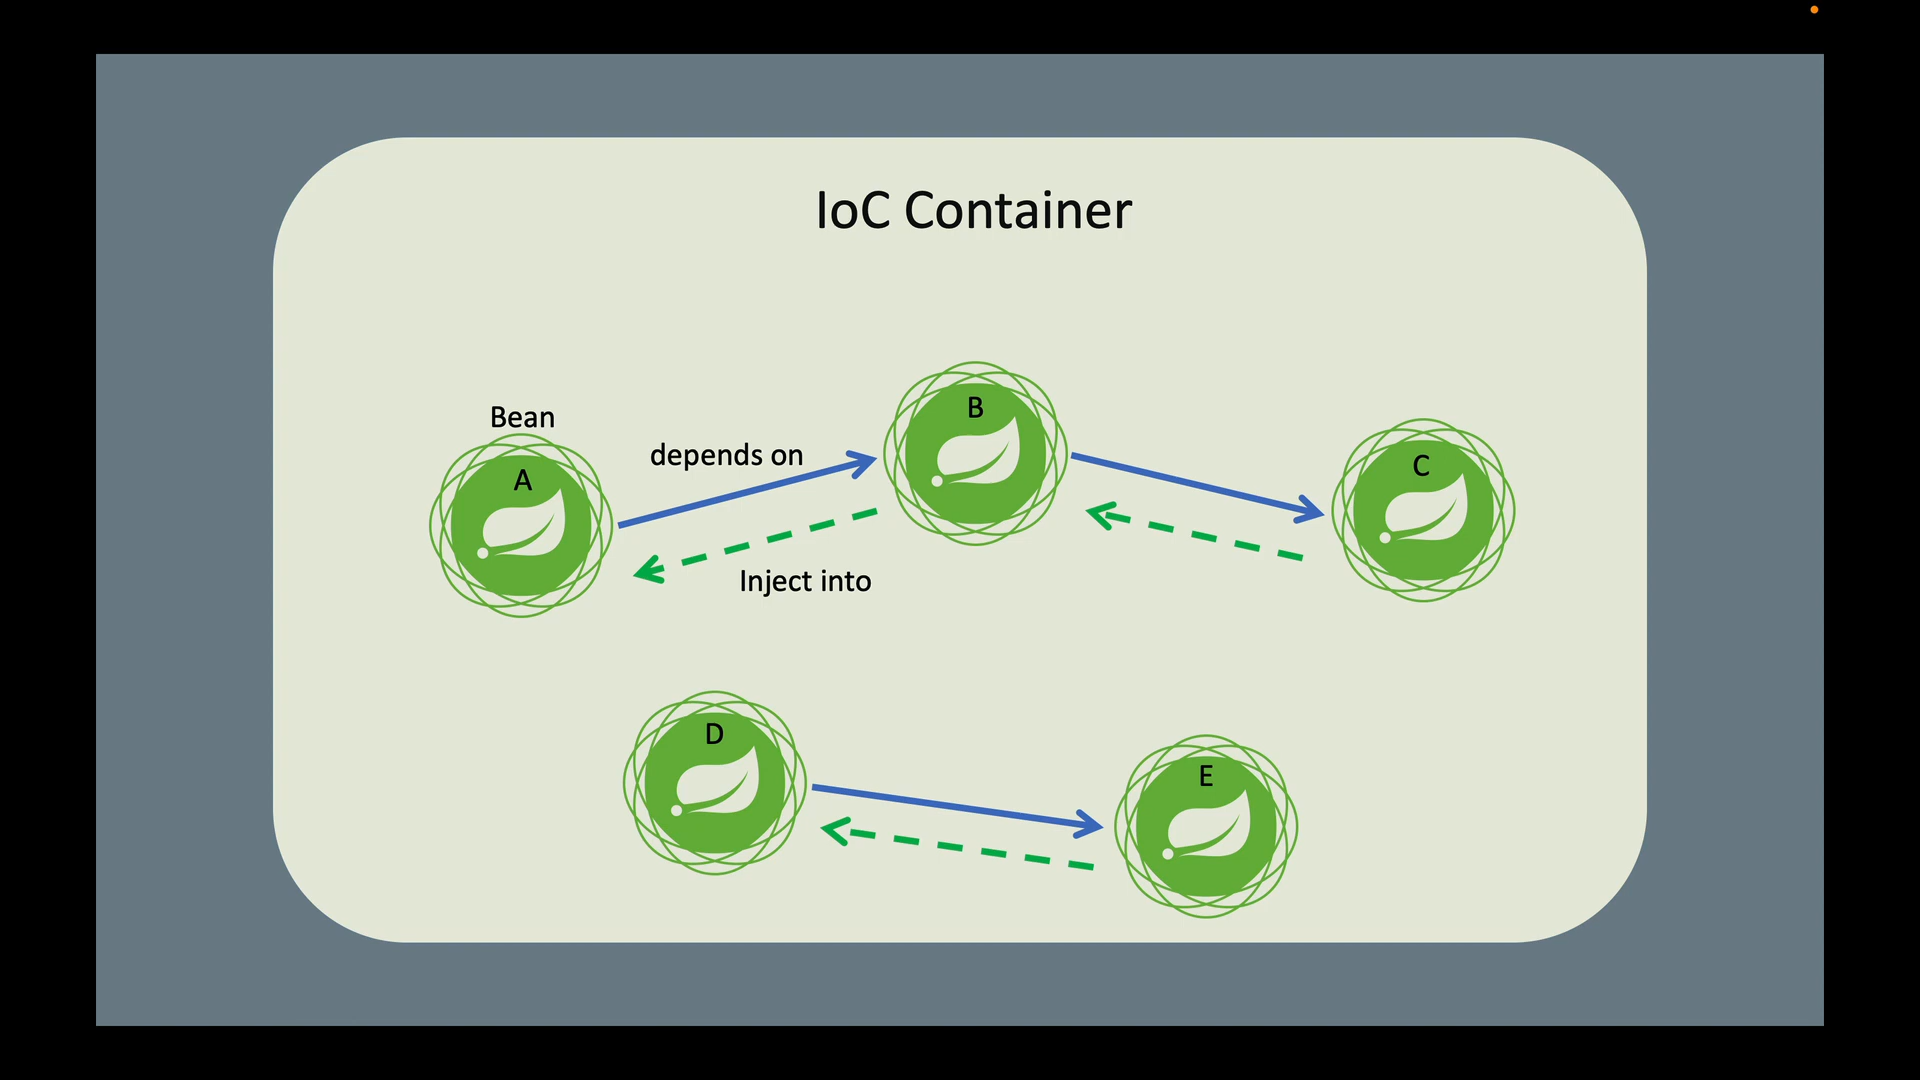 IoC Container
Bean
A
depends on
B
C
Inject into
D
E